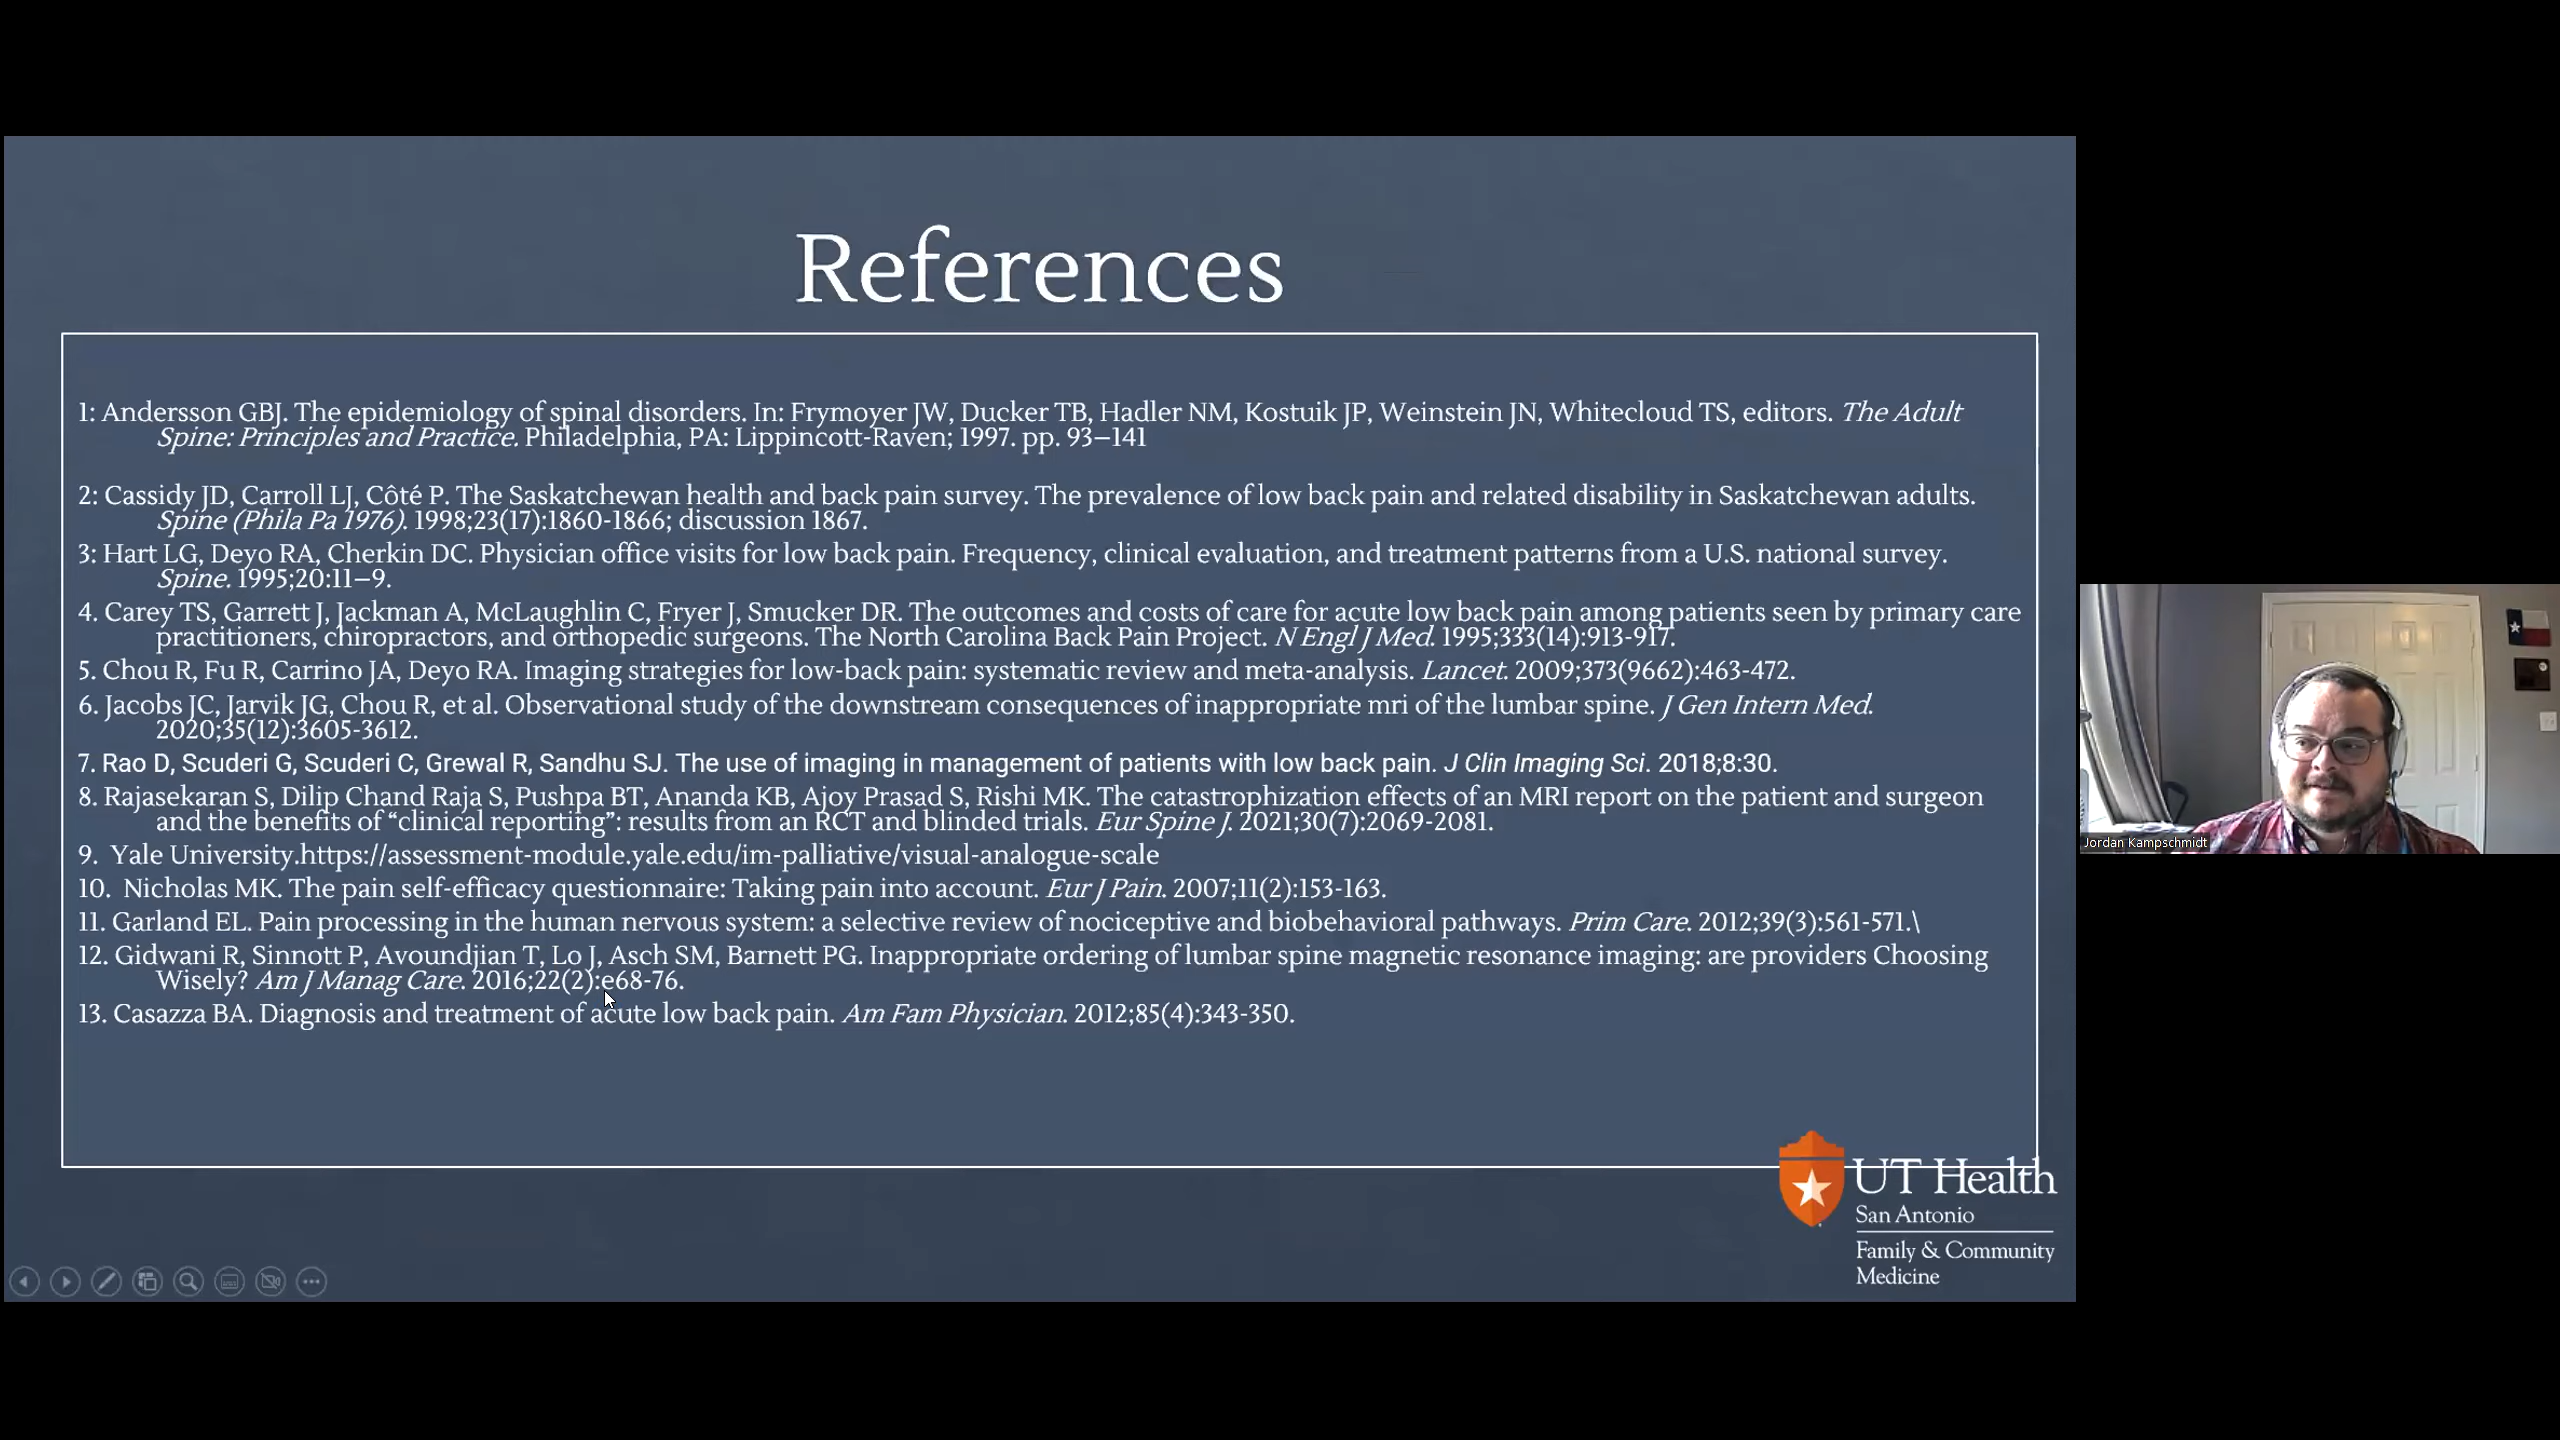 References
1: Andersson GBJ. The epidemiology of spinal disorders. In: Frymoyer JW, Ducker TB, Hadler NM, Kostuik JP, Weinstein JN, Whitecloud TS, editors. The Adult
Spine: Principles and Practice. Philadelphia, PA: Lippincott-Raven; 1997. pp. 93–141
2: Cassidy JD, Carroll LJ, Côté P. The Saskatchewan health and back pain survey. The prevalence of low back pain and related disability in Saskatchewan adults.
Spine (Phila Pa 1976). 1998;23(17):1860-1866; discussion 1867.
3: Hart LG, Deyo RA, Cherkin DC. Physician office visits for low back pain. Frequency, clinical evaluation, and treatment patterns from a U.S. national survey.
Spine. 1995;20:11–9.
4. Carey TS, Garrett J, Jackman A, McLaughlin C, Fryer J, Smucker DR. The outcomes and costs of care for acute low back pain among patients seen by primary care
practitioners, chiropractors, and orthopedic surgeons. The North Carolina Back Pain Project. N Engl J Med. 1995;333(14):913-917.
5. Chou R, Fu R, Carrino JA, Deyo RA. Imaging strategies for low-back pain: systematic review and meta-analysis. Lancet. 2009;373(9662):463-472.
6. Jacobs JC, Jarvik JG, Chou R, et al. Observational study of the downstream consequences of inappropriate mri of the lumbar spine. J Gen Intern Med.
2020;35(12):3605-3612.
7. Rao D, Scuderi G, Scuderi C, Grewal R, Sandhu SJ. The use of imaging in management of patients with low back pain. J Clin Imaging Sci. 2018;8:30.
8. Rajasekaran S, Dilip Chand Raja S, Pushpa BT, Ananda KB, Ajoy Prasad S, Rishi MK. The catastrophization effects of an MRI report on the patient and surgeon
and the benefits of “clinical reporting”: results from an RCT and blinded trials. Eur Spine J. 2021;30(7):2069-2081.
9. Yale University.https://assessment-module.yale.edu/im-palliative/visual-analogue-scale
10. Nicholas MK. The pain self-efficacy questionnaire: Taking pain into account. Eur J Pain. 2007;11(2):153-163.
11. Garland EL. Pain processing in the human nervous system: a selective review of nociceptive and biobehavioral pathways. Prim Care. 2012;39(3):561-571.\
12. Gidwani R, Sinnott P, Avoundjian T, Lo J, Asch SM, Barnett PG. Inappropriate ordering of lumbar spine magnetic resonance imaging: are providers Choosing
Wisely? Am J Manag Care. 2016;22(2):e68-76.
13. Casazza BA. Diagnosis and treatment of acute low back pain. Am Fam Physician. 2012;85(4):343-350.
UT Health
San Antonio
Family & Community
Medicine
Jordan Kampschmidt